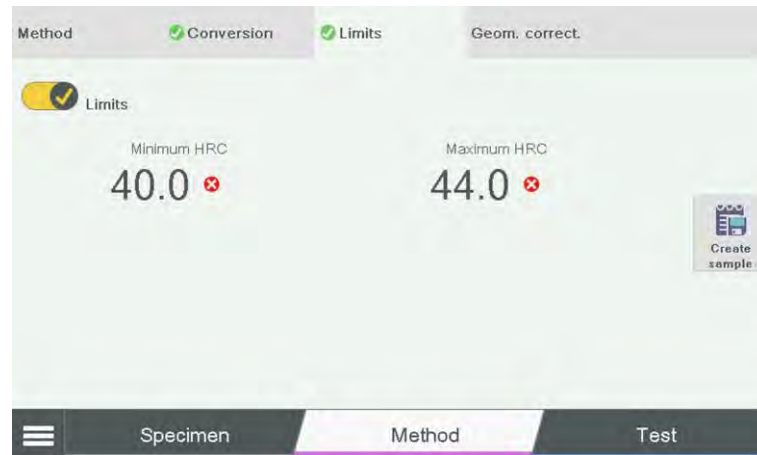 Method Conversion Limits Geom. correct.
Limits
Minimum HRC Maximum HRC
40.0 44.0
Create
sample
Specimen Method Test